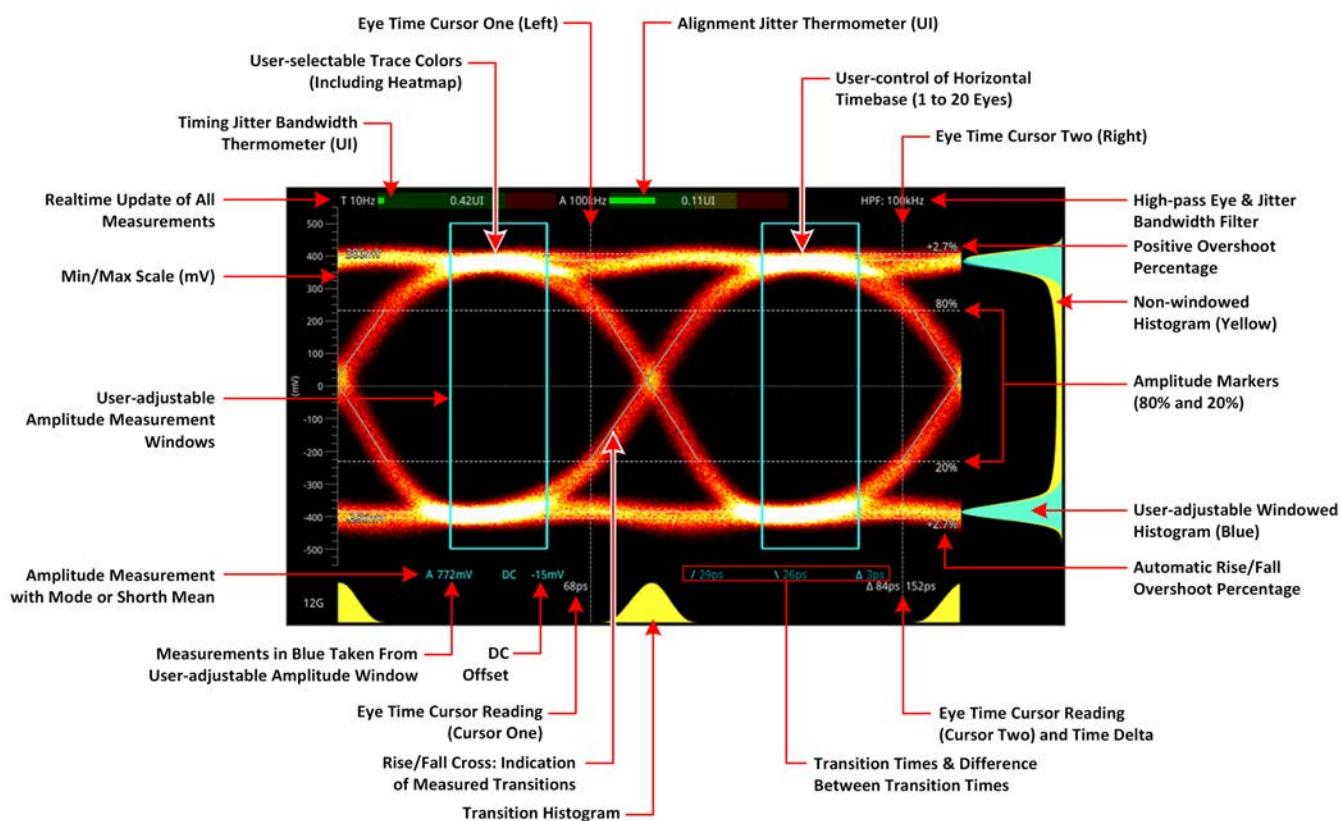 Eye Time Cursor One (Left)
Alignment Jitter Thermometer (UI)
User-selectable Trace Colors
(Including Heatmap)
User-control of Horizontal
Timebase (1 to 20 Eyes)
Timing Jitter Bandwidth
Thermometer (UI)
Eye Time Cursor Two (Right)
Realtime Update of All
Measurements
T 10Hz 0.42UI A 100kHz 0.11UI HPF: 100kHz
High-pass Eye & Jitter
Bandwidth Filter
500
400
300
200
100
0
-100
-200
-300
-400
-500
(mV)
+2.7%
Positive Overshoot
Percentage
Min/Max Scale (mV)
80%
Non-windowed
Histogram (Yellow)
User-adjustable
Amplitude Measurement
Windows
Amplitude Markers
(80% and 20%)
20%
+2.7%
User-adjustable Windowed
Histogram (Blue)
Amplitude Measurement
with Mode or Shorth Mean
A 772mV DC -15mV / 29ps \ 26ps Δ 3ps
68ps Δ 84ps 152ps
12G
Automatic Rise/Fall
Overshoot Percentage
Measurements in Blue Taken From
User-adjustable Amplitude Window
DC
Offset
Eye Time Cursor Reading
(Cursor One)
Eye Time Cursor Reading
(Cursor Two) and Time Delta
Rise/Fall Cross: Indication
of Measured Transitions
Transition Times & Difference
Between Transition Times
Transition Histogram